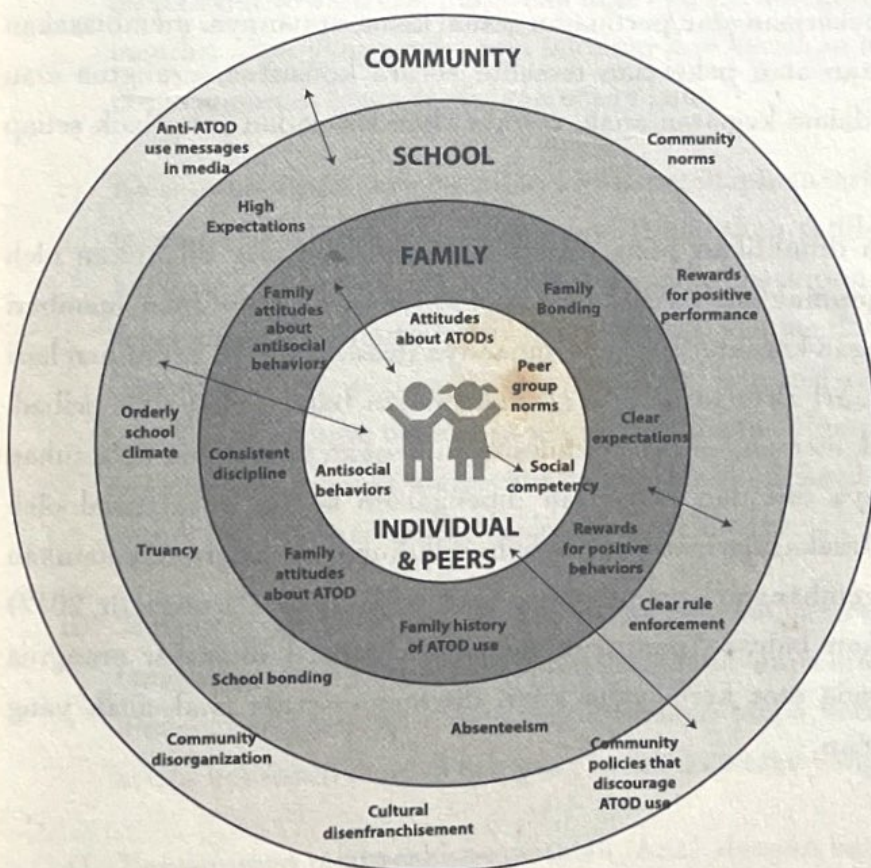 COMMUNITY
Anti-ATOD
use messages
in media
Community
norms
SCHOOL
High
Expectations
Rewards
for positive
performance
FAMILY
Family
attitudes
about
antisocial
behaviors
Family
Bonding
Attitudes
about ATODs
Peer
group
norms
Orderly
school
climate
Clear
expectations
Consistent
discipline
Antisocial
behaviors
Social
competency
INDIVIDUAL
& PEERS
Truancy
Family
attitudes
about ATOD
Rewards
for positive
behaviors
Clear rule
enforcement
Family history
of ATOD use
School bonding
Absenteeism
Community
disorganization
Community
policies that
discourage
ATOD use
Cultural
disenfranchisement